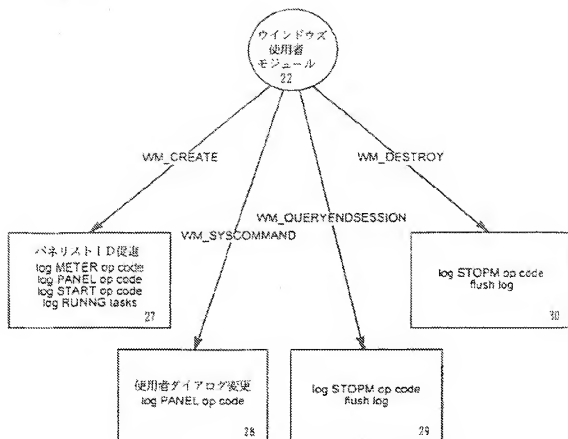 ウインドウズ
使用者
モジュール
22
WM_CREATE
WM_DESTROY
WM_QUERYENDSESSION
WM_SYSCOMMAND
パネリストID促進
log METER op code
log PANEL op code
log START op code
log RUNNG tasks
27
log STOPM op code
flush log
30
使用者ダイアログ変更
log PANEL op code
28
log STOPM op code
flush log
29